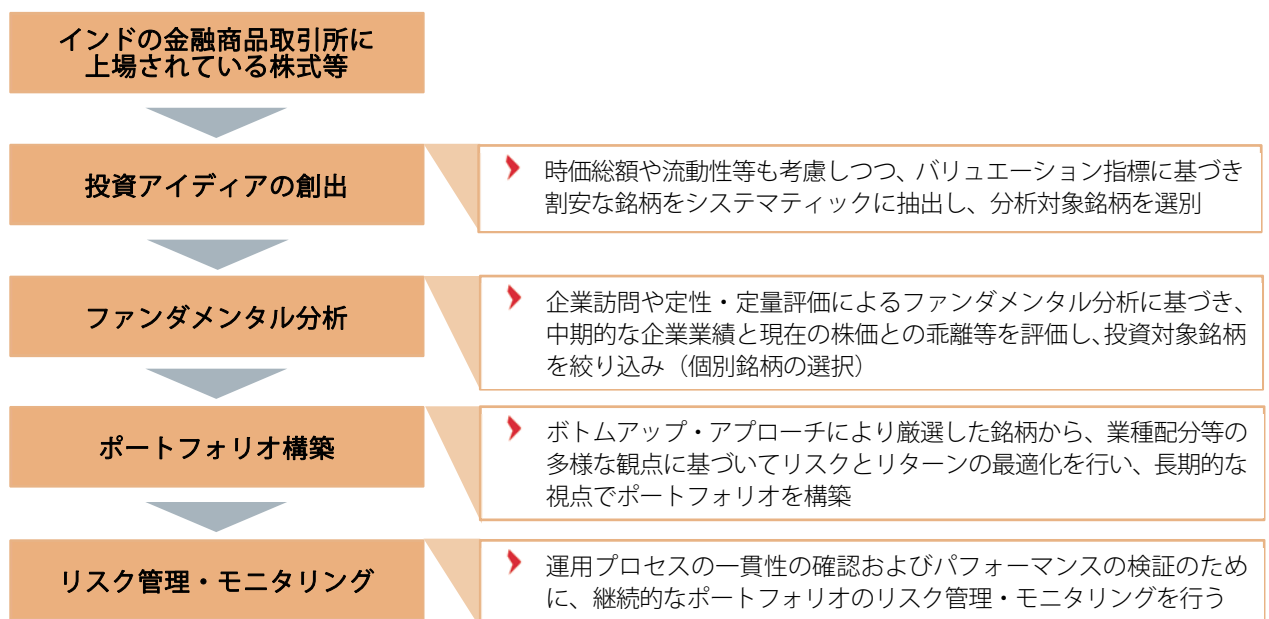 インドの金融商品取引所に
上場されている株式等
投資アイディアの創出
時価総額や流動性等も考慮しつつ、バリュエーション指標に基づき
割安な銘柄をシステマティックに抽出し、分析対象銘柄を選別
ファンダメンタル分析
企業訪問や定性・定量評価によるファンダメンタル分析に基づき、
中期的な企業業績と現在の株価との乖離等を評価し、投資対象銘柄
を絞り込み（個別銘柄の選択）
ポートフォリオ構築
ボトムアップ・アプローチにより厳選した銘柄から、業種配分等の
多様な観点に基づいてリスクとリターンの最適化を行い、長期的な
視点でポートフォリオを構築
リスク管理・モニタリング
運用プロセスの一貫性の確認およびパフォーマンスの検証のため
に、継続的なポートフォリオのリスク管理・モニタリングを行う